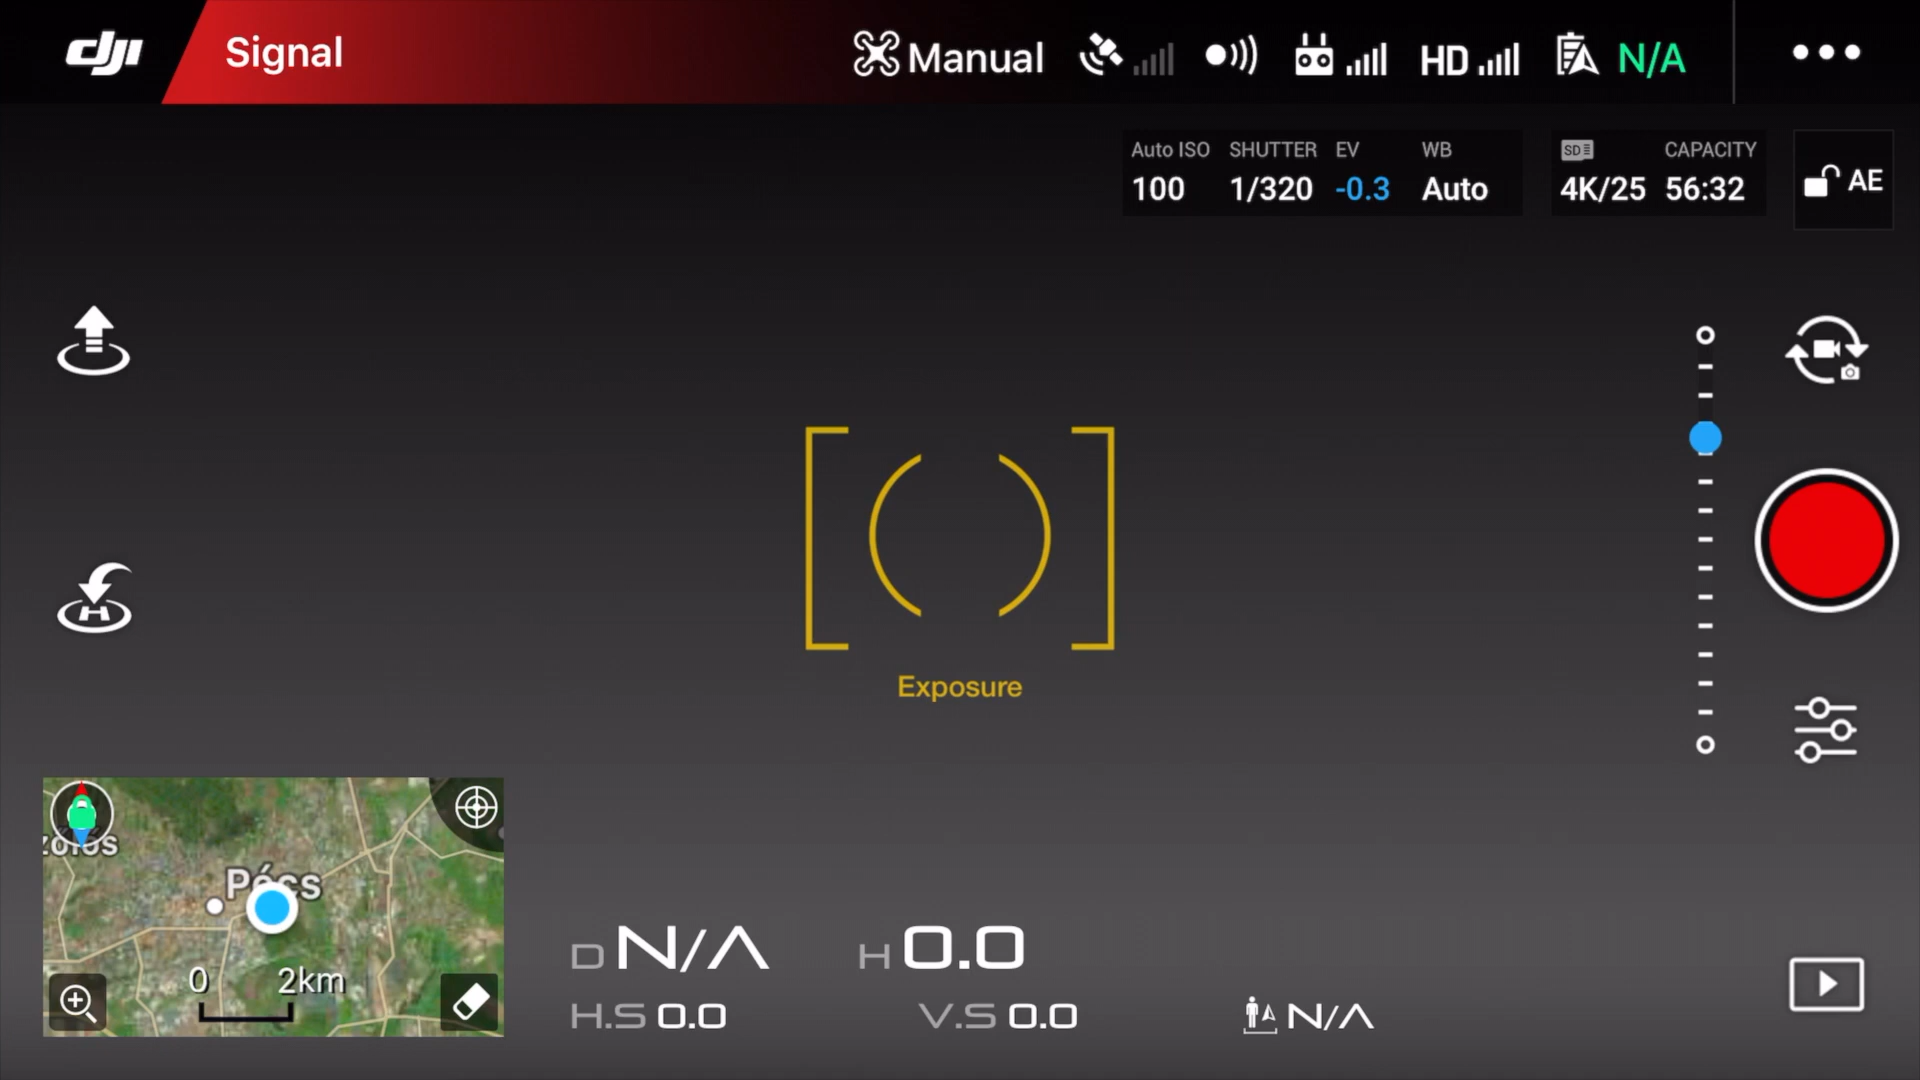 dji Signal Manual HD N/A
Auto ISO SHUTTER EV WB SD CAPACITY
100 1/320 -0.3 Auto 4K/25 56:32 AE
Exposure
zőlős
Pécs
0 2km
D N/A H 0.0
H.S 0.0 V.S 0.0 N/A
H